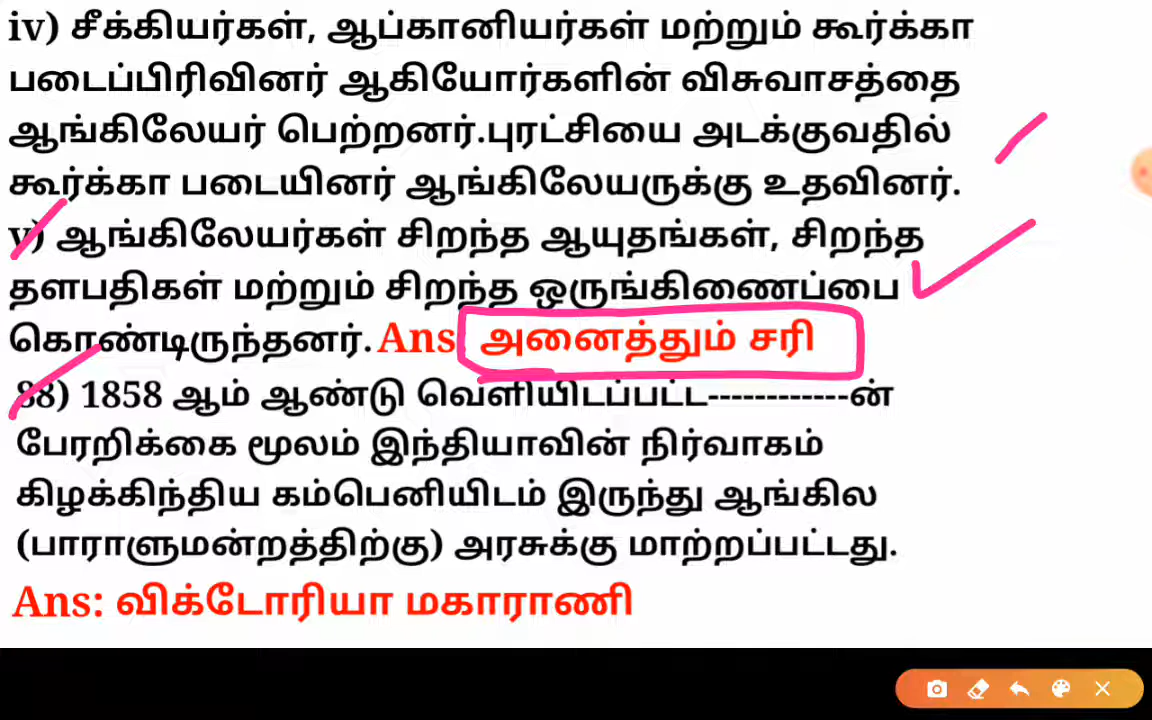 iv) சீக்கியர்கள், ஆப்கானியர்கள் மற்றும் கூர்க்கா
படைப்பிரிவினர் ஆகியோர்களின் விசுவாசத்தை
ஆங்கிலேயர் பெற்றனர்.புரட்சியை அடக்குவதில்
கூர்க்கா படையினர் ஆங்கிலேயருக்கு உதவினர்.
v) ஆங்கிலேயர்கள் சிறந்த ஆயுதங்கள், சிறந்த
தளபதிகள் மற்றும் சிறந்த ஒருங்கிணைப்பை
கொண்டிருந்தனர். Ans அனைத்தும் சரி
88) 1858 ஆம் ஆண்டு வெளியிடப்பட்ட------------ன்
பேரறிக்கை மூலம் இந்தியாவின் நிர்வாகம்
கிழக்கிந்திய கம்பெனியிடம் இருந்து ஆங்கில
(பாராளுமன்றத்திற்கு) அரசுக்கு மாற்றப்பட்டது.
Ans: விக்டோரியா மகாராணி